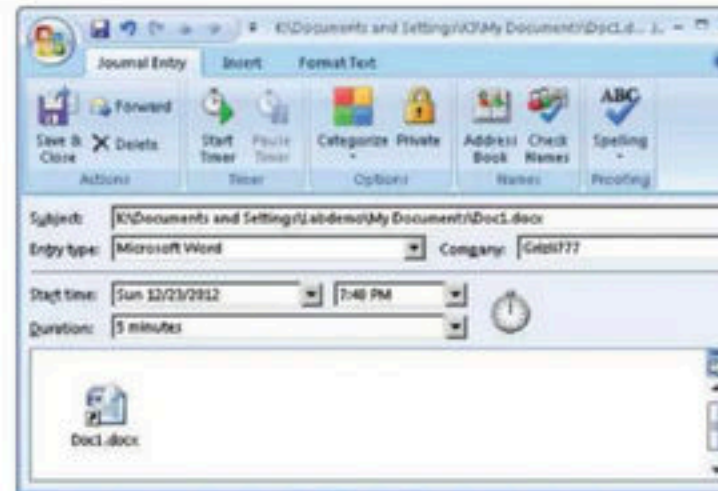 K:\Documents and Settings\K3\My Documents\Doc1.d...
Journal Entry Insert Format Text
Save & Close
Forward
Delete
Start Timer
Pause Timer
Categorize Private
Address Book
Check Names
ABC
Spelling
Actions Timer Options Names Proofing
Subject: K:\Documents and Settings\Labdemo\My Documents\Doc1.docx
Entry type: Microsoft Word Company: Grizli777
Start time: Sun 12/23/2012 7:48 PM
Duration: 5 minutes
Doc1.docx